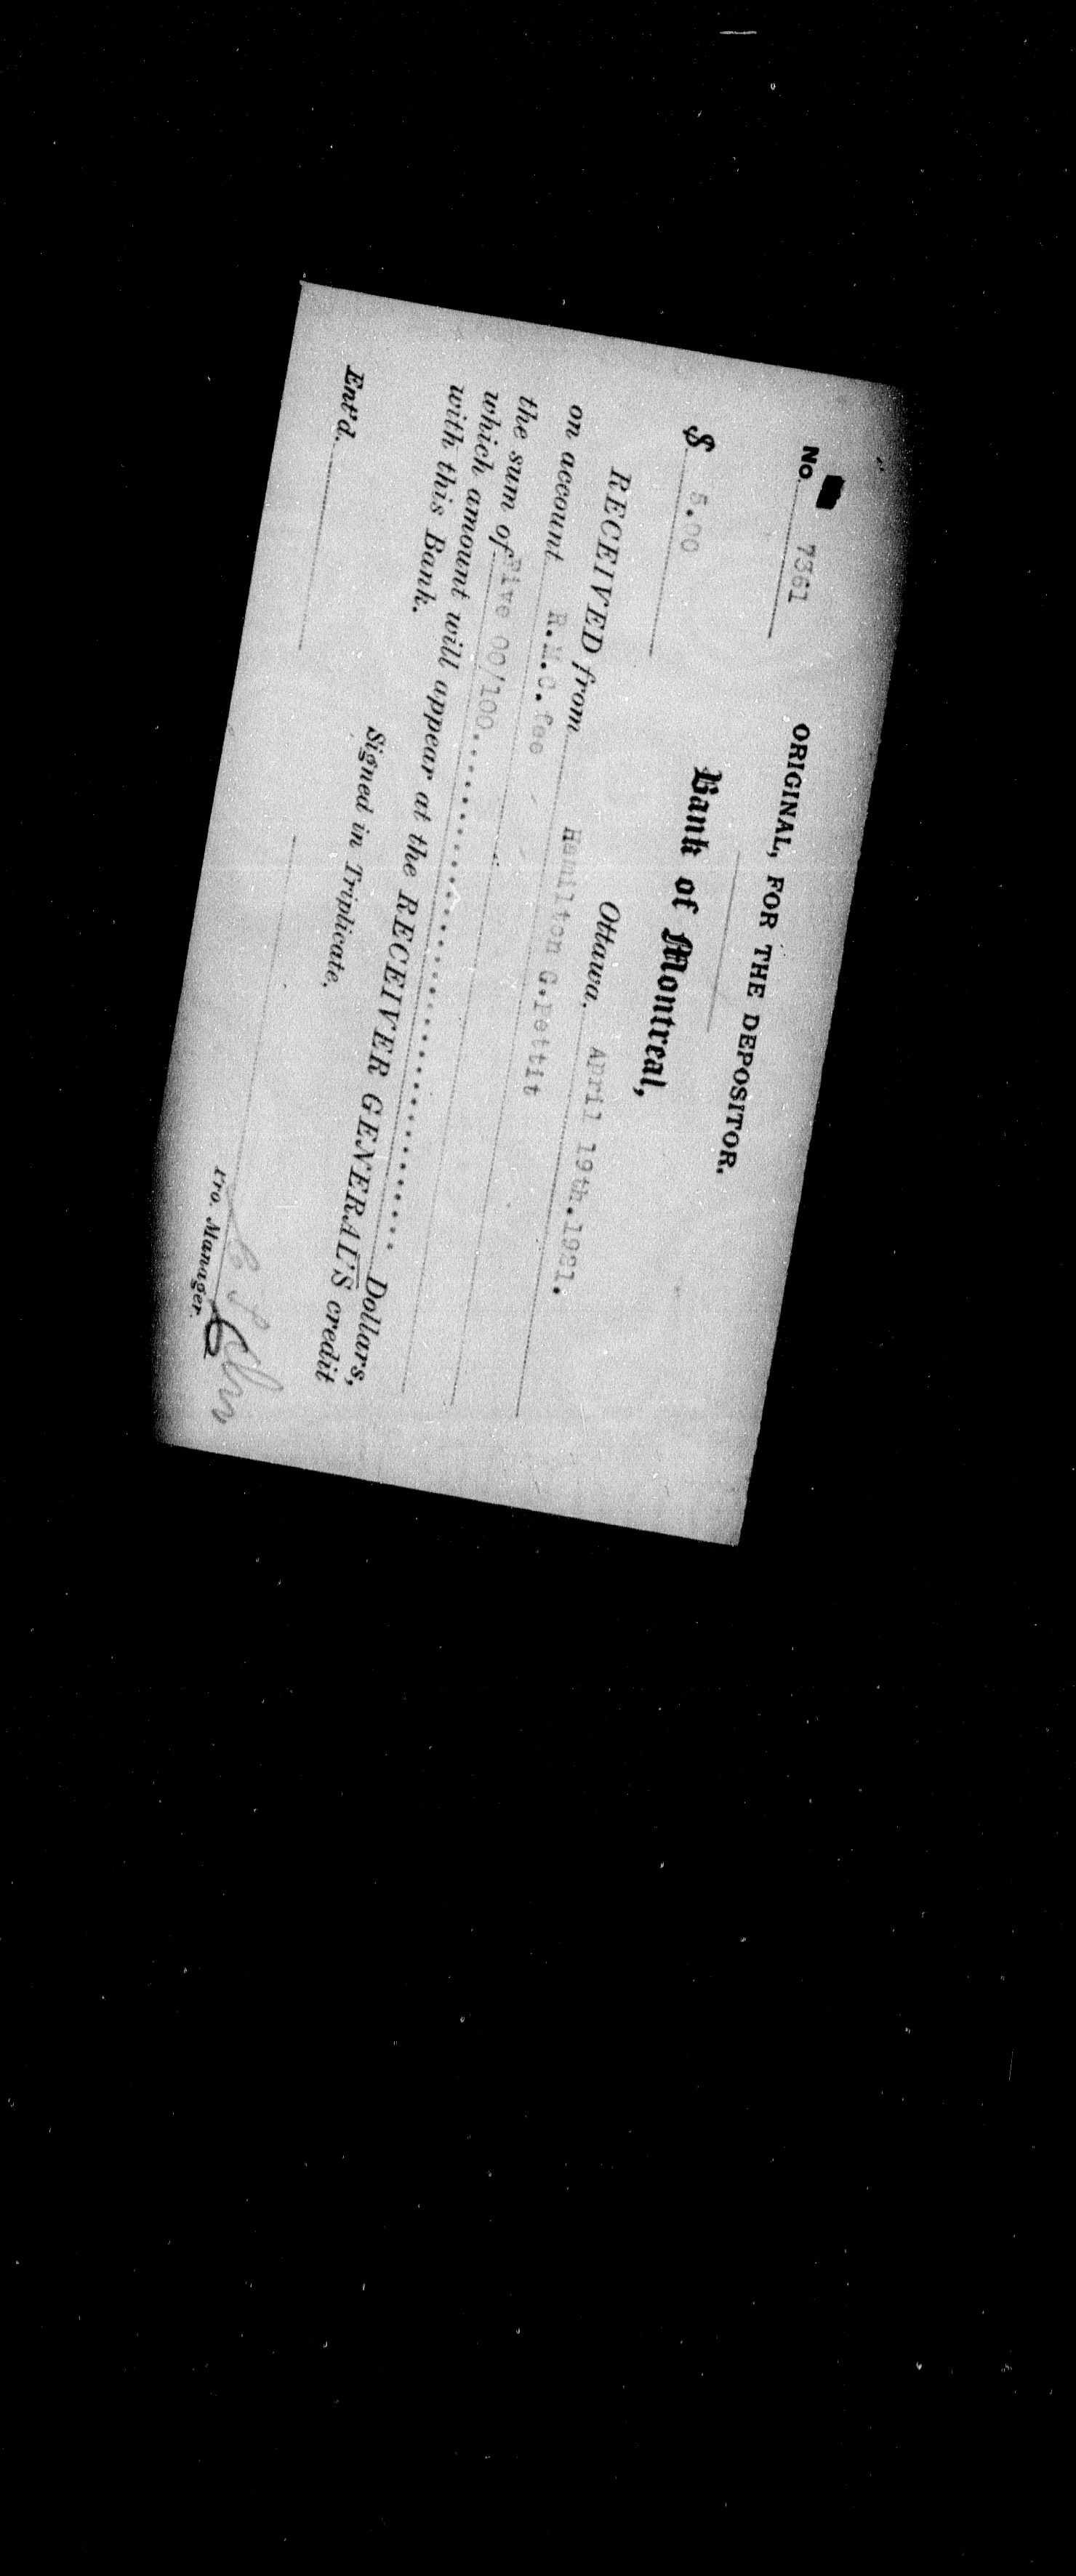 ORIGINAL, FOR THE DEPOSITOR.
No. 7361
Bank of Montreal,
$ 5.00
Ottawa, April 19th.1921.
RECEIVED from Hamilton G.Pettit
on account R.M.C. fee
the sum of Five 00/100.............................. Dollars,
which amount will appear at the RECEIVER GENERAL'S credit
with this Bank.
Signed in Triplicate.
Ent'd.
Pro. Manager.